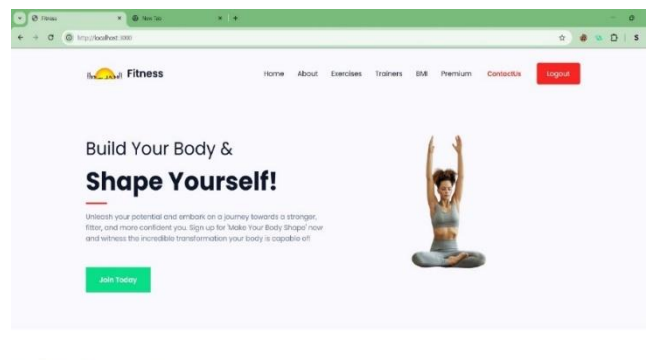 Fitness
New Tab
http://localhost:3000
S
Fitness
Home About Exercises Trainers BMI Premium ContactUs Logout
Build Your Body &
Shape Yourself!
Unleash your potential and embark on a journey towards a stronger,
fitter, and more confident you. Sign up for 'Make Your Body Shape' now
and witness the incredible transformation your body is capable of!
Join Today